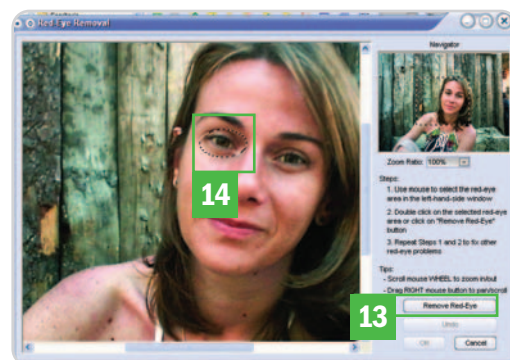 Red-Eye Removal
Navigator
Zoom Ratio: 100%
Steps:
1. Use mouse to select the red-eye
area in the left-hand-side window
2. Double click on the selected red-eye
area or click on "Remove Red-Eye"
button
3. Repeat Steps 1 and 2 to fix other
red-eye problems
Tips:
- Scroll mouse WHEEL to zoom in/out
- Drag RIGHT mouse button to pan/scroll
14
13
Remove Red-Eye
Undo
OK
Cancel